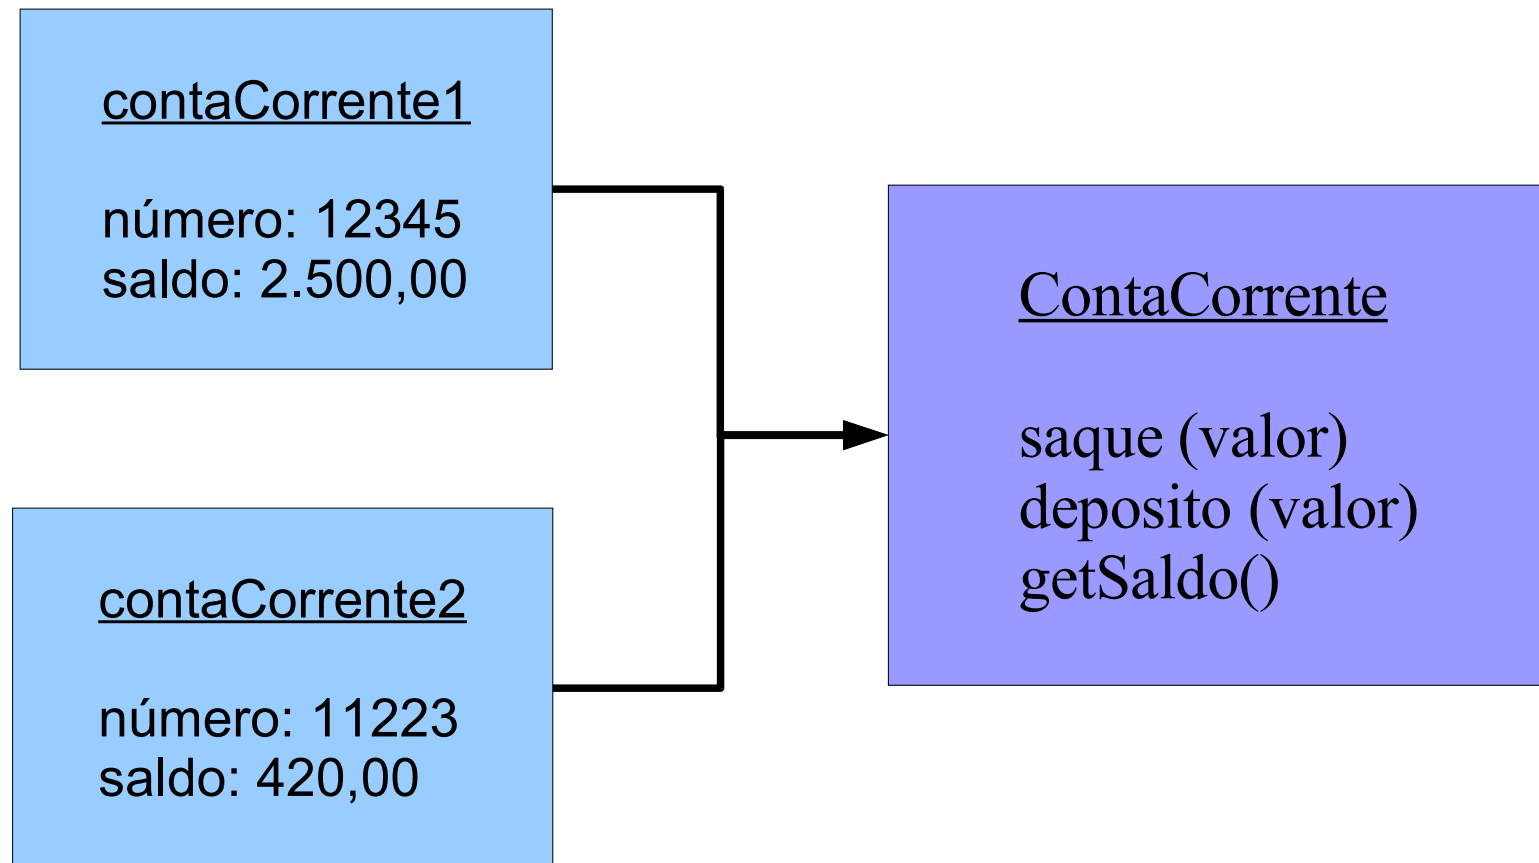 contaCorrente1
número: 12345
saldo: 2.500,00
contaCorrente2
número: 11223
saldo: 420,00
ContaCorrente
saque (valor)
deposito (valor)
getSaldo()